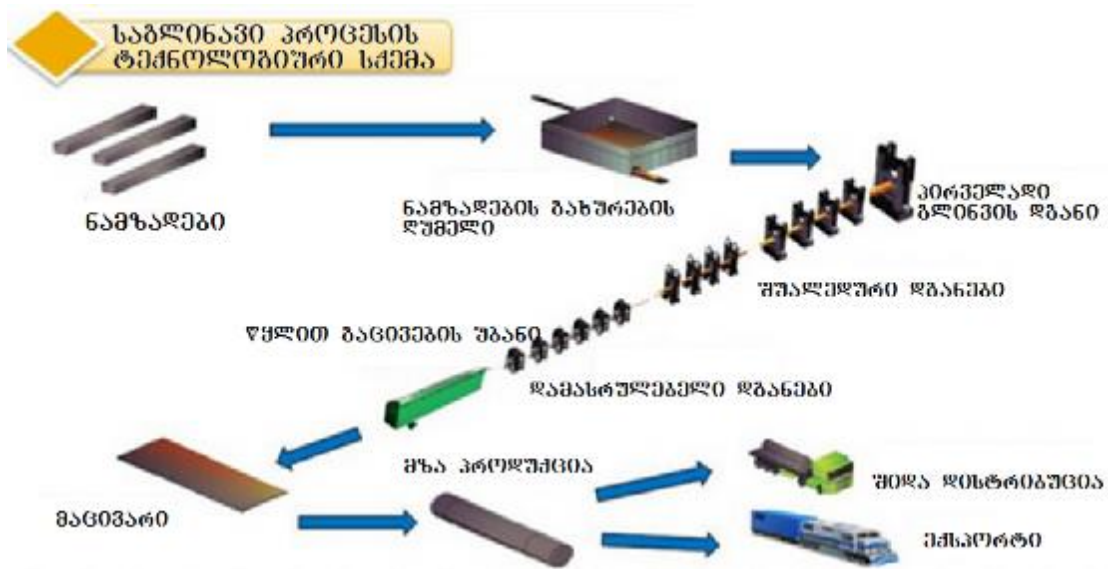 საგლინავი პროცესის
ტექნოლოგიური სქემა
ნამზადები
ნამზადების გახურების
ღუმელი
პირველადი
გლინვის დგანი
შუალედური დგანები
წყლით გაცივების უბანი
დამასრულებელი დგანები
მაცივარი
მზა პროდუქცია
შიდა დისტრიბუცია
ექსპორტი